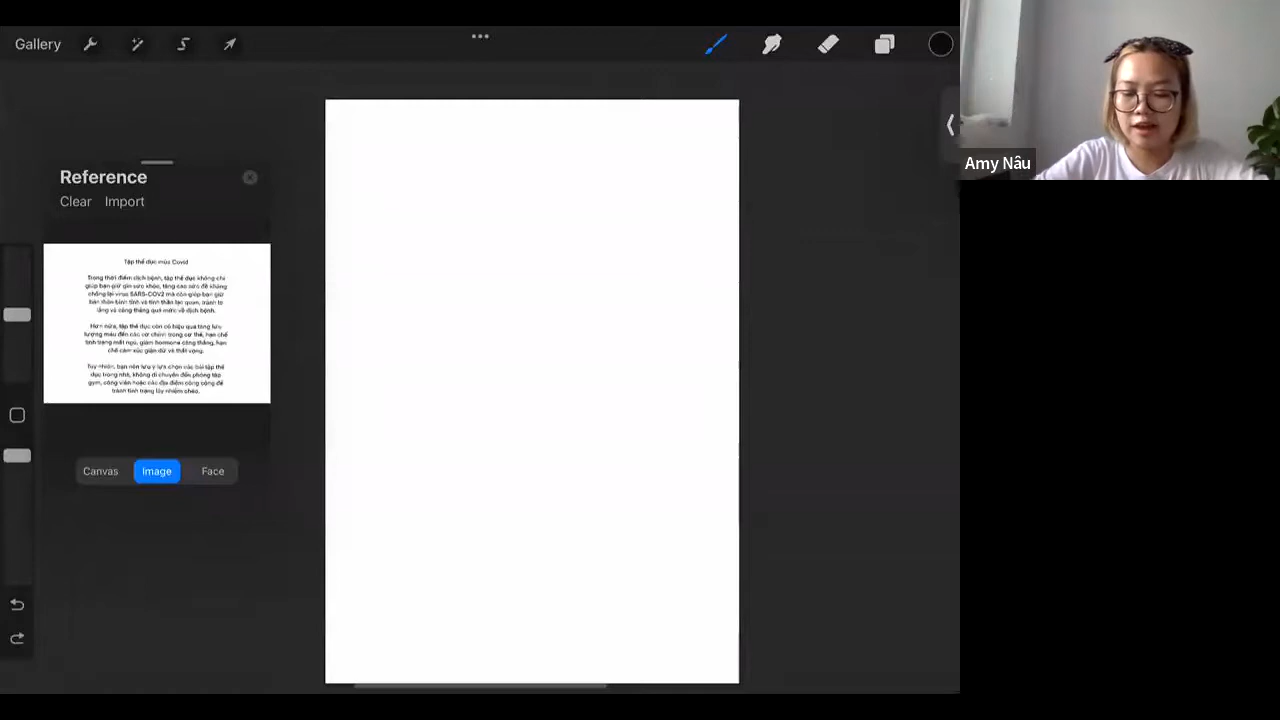 Gallery
Amy Nâu
Reference
Clear Import
Tập thể dục mùa Covid
Trong thời điểm dịch bệnh, tập thể dục không chỉ
giúp bạn giữ gìn sức khỏe, tăng cao sức đề kháng
chống lại virus SARS-COV2 mà còn giúp bạn giữ
bản thân bình tĩnh và tinh thần lạc quan, tránh lo
lắng và căng thẳng quá mức về dịch bệnh.
Hơn nữa, tập thể dục còn có hiệu quả tăng lưu
lượng máu đến các cơ chính trong cơ thể, hạn chế
tình trạng mất ngủ, giảm hormone căng thẳng, hạn
chế cảm xúc giận dữ và thất vọng.
Tuy nhiên, bạn nên lưu ý lựa chọn các bài tập thể
dục trong nhà, không di chuyển đến phòng tập
gym, công viên hoặc các địa điểm công cộng để
tránh tình trạng lây nhiễm chéo.
Canvas Image Face